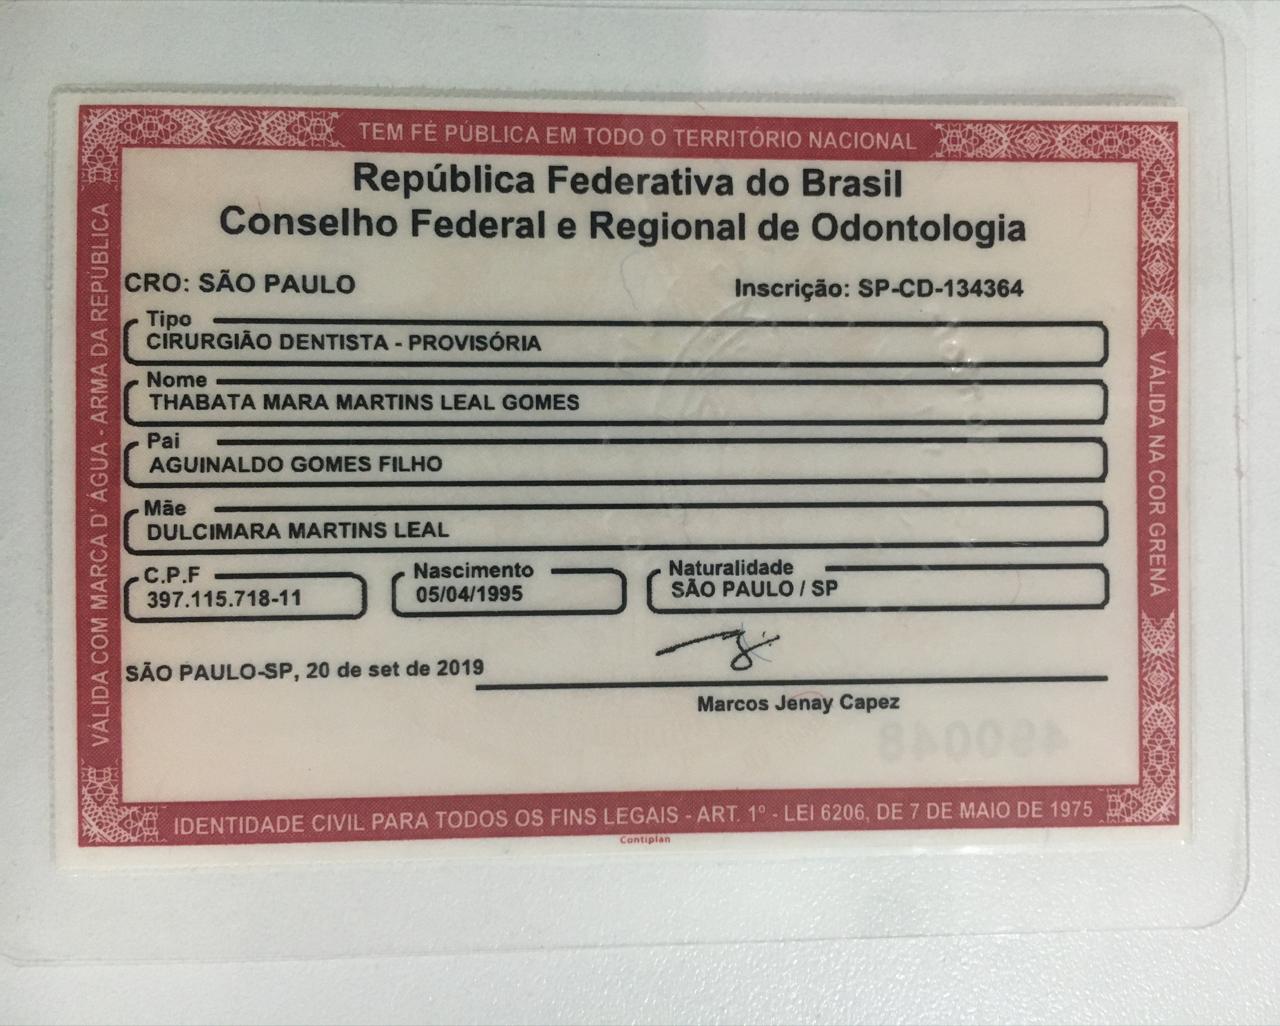 TEM FÉ PÚBLICA EM TODO O TERRITÓRIO NACIONAL
VÁLIDA COM MARCA D' ÁGUA - ARMA DA REPÚBLICA
República Federativa do Brasil
Conselho Federal e Regional de Odontologia
CRO: SÃO PAULO Inscrição: SP-CD-134364
Tipo
CIRURGIÃO DENTISTA - PROVISÓRIA
Nome
THABATA MARA MARTINS LEAL GOMES
Pai
AGUINALDO GOMES FILHO
Mãe
DULCIMARA MARTINS LEAL
C.P.F Nascimento Naturalidade
397.115.718-11 05/04/1995 SÃO PAULO / SP
SÃO PAULO-SP, 20 de set de 2019
Marcos Jenay Capez
490048
VÁLIDA NA COR GRENÁ
IDENTIDADE CIVIL PARA TODOS OS FINS LEGAIS - ART. 1º - LEI 6206, DE 7 DE MAIO DE 1975
Contiplan